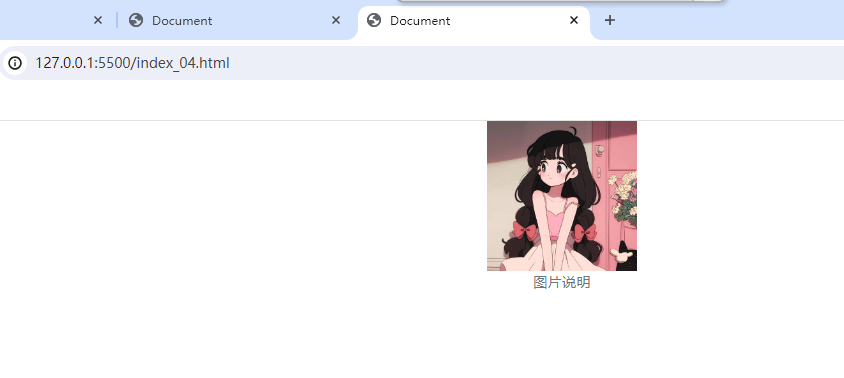 Document
Document
127.0.0.1:5500/index_04.html
图片说明